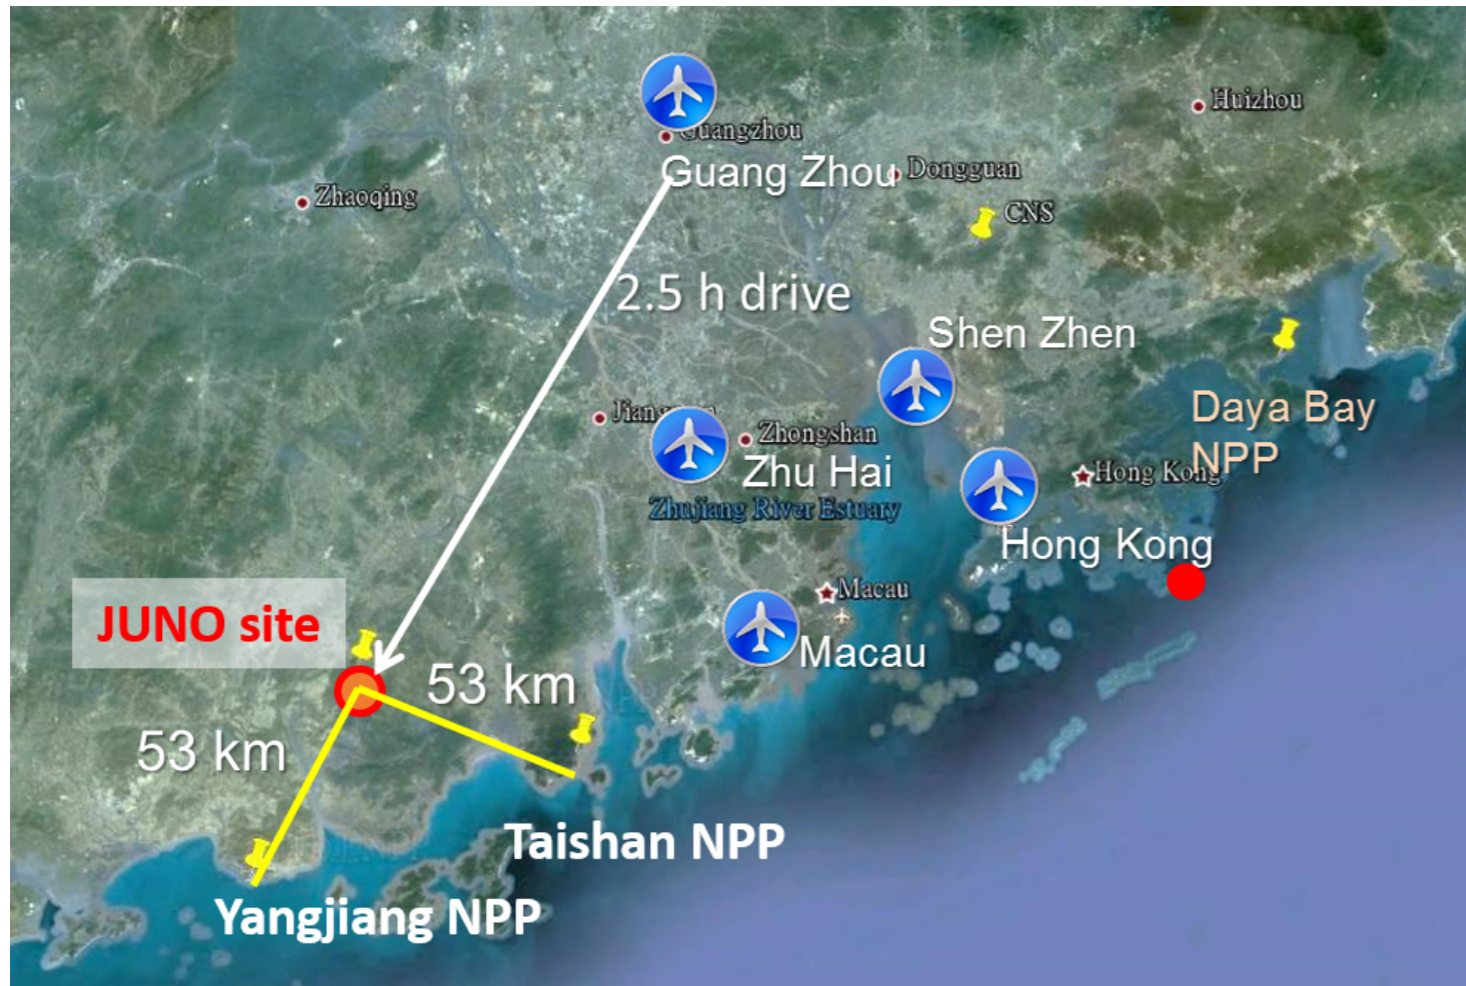 Huizhou
Guangzhou
Guang Zhou
Dongguan
Zhaoqing
CNS
2.5 h drive
Shen Zhen
Daya Bay
NPP
Zhongshan
Zhu Hai
Hong Kong
Zhujiang River Estuary
Hong Kong
Macau
JUNO site
Macau
53 km
53 km
Taishan NPP
Yangjiang NPP